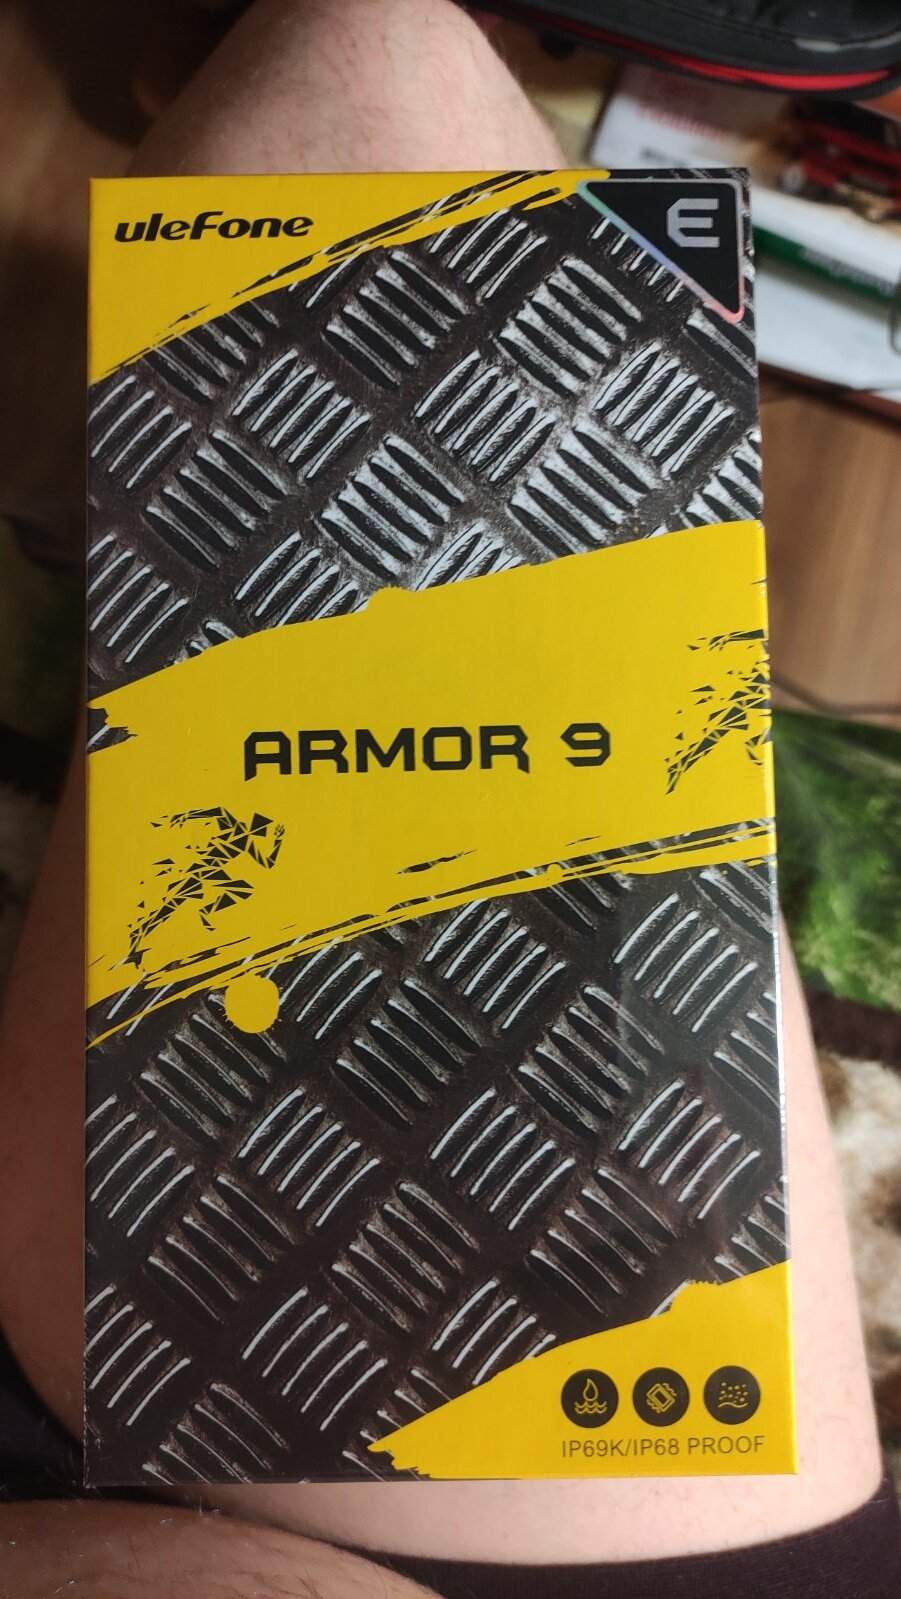 uleFone
E
ARMOR 9
IP69K/IP68 PROOF